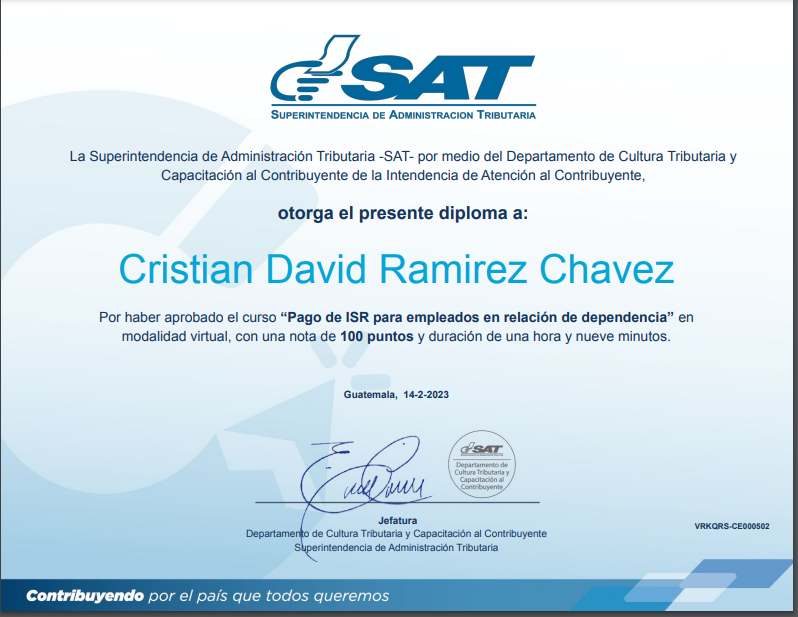 SAT
SUPERINTENDENCIA DE ADMINISTRACION TRIBUTARIA
La Superintendencia de Administración Tributaria -SAT- por medio del Departamento de Cultura Tributaria y
Capacitación al Contribuyente de la Intendencia de Atención al Contribuyente,
otorga el presente diploma a:
Cristian David Ramirez Chavez
Por haber aprobado el curso “Pago de ISR para empleados en relación de dependencia” en
modalidad virtual, con una nota de 100 puntos y duración de una hora y nueve minutos.
Guatemala, 14-2-2023
SAT
Departamento de
Cultura Tributaria y
Capacitación al
Contribuyente
Jefatura
Departamento de Cultura Tributaria y Capacitación al Contribuyente
Superintendencia de Administración Tributaria
VRKQRS-CE000502
Contribuyendo por el país que todos queremos